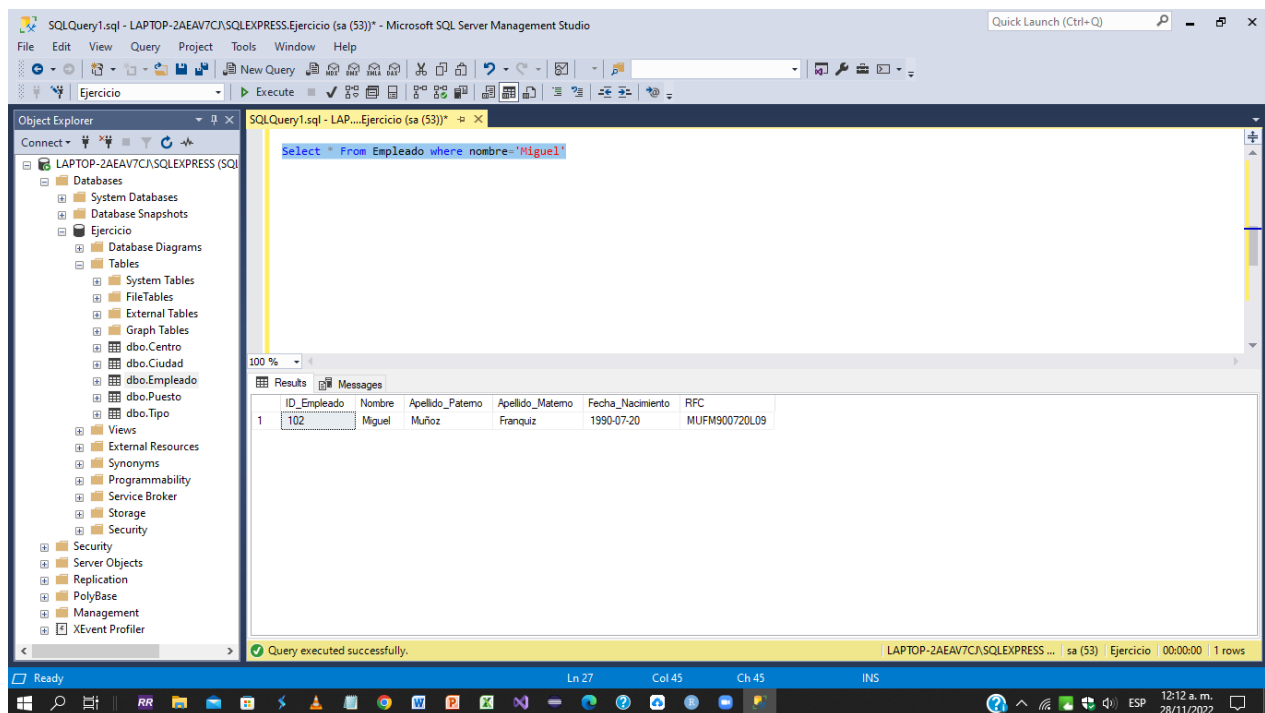 SQLQuery1.sql - LAPTOP-2AEAV7CJ\SQLEXPRESS.Ejercicio (sa (53))* - Microsoft SQL Server Management Studio
Quick Launch (Ctrl+Q)
File Edit View Query Project Tools Window Help
New Query
Ejercicio
Execute
Object Explorer
SQLQuery1.sql - LAP....Ejercicio (sa (53))*
Connect
Select * From Empleado where nombre='Miguel'
LAPTOP-2AEAV7CJ\SQLEXPRESS (SQL
Databases
System Databases
Database Snapshots
Ejercicio
Database Diagrams
Tables
System Tables
FileTables
External Tables
Graph Tables
dbo.Centro
dbo.Ciudad
dbo.Empleado
dbo.Puesto
dbo.Tipo
Views
External Resources
Synonyms
Programmability
Service Broker
Storage
Security
Security
Server Objects
Replication
PolyBase
Management
XEvent Profiler
100 %
Results Messages
ID_Empleado Nombre Apellido_Paterno Apellido_Materno Fecha_Nacimiento RFC
1 102 Miguel Muñoz Franquiz 1990-07-20 MUFM900720L09
Query executed successfully.
LAPTOP-2AEAV7CJ\SQLEXPRESS ... sa (53) Ejercicio 00:00:00 1 rows
Ready Ln 27 Col 45 Ch 45 INS
RR
ESP
12:12 a. m.
28/11/2022